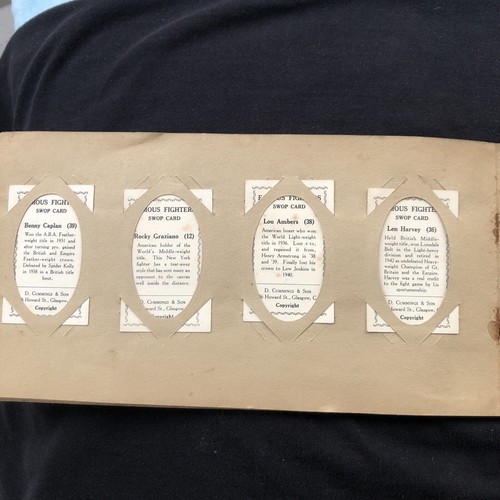 MOUS FIGHTE
SWOP CARD
Benny Caplan (39)
Won the A.B.A. Feather-
weight title in 1931 and
after turning pro. gained
the British and Empire
Feather-weight crown.
Defeated by Spider Kelly
in 1938 in a British title
bout.
D. CUMMINGS & SON
Howard St., Glasgow,
Copyright
MOUS FIGHTER
SWOP CARD
Rocky Graziano (12)
American holder of the
World's Middle-weight
title. This New York
fighter has a tear-away
style that has sent many an
opponent to the canvas
well inside the distance.
D. CUMMINGS & SON
Howard St., Glasgow,
Copyright
SWOP CARD
Lou Ambers (38)
American boxer who won
the World Light-weight
title in 1936. Lost it to,
and regained it from,
Henry Armstrong in '38
and '39. Finally lost his
crown to Lew Jenkins in
1940.
D. CUMMINGS & SON
Howard St., Glasgow, C
Copyright
MOUS FIGHTER
SWOP CARD
Len Harvey (36)
Held British Middle-
weight title, won Lonsdale
Belt in the Light-heavy
division and retired in
1942 as undefeated Heavy-
weight Champion of Gt.
Britain and the Empire.
Harvey was a real credit
to the fight game by his
sportsmanship.
D. CUMMINGS & SON
Howard St., Glasgow,
Copyright